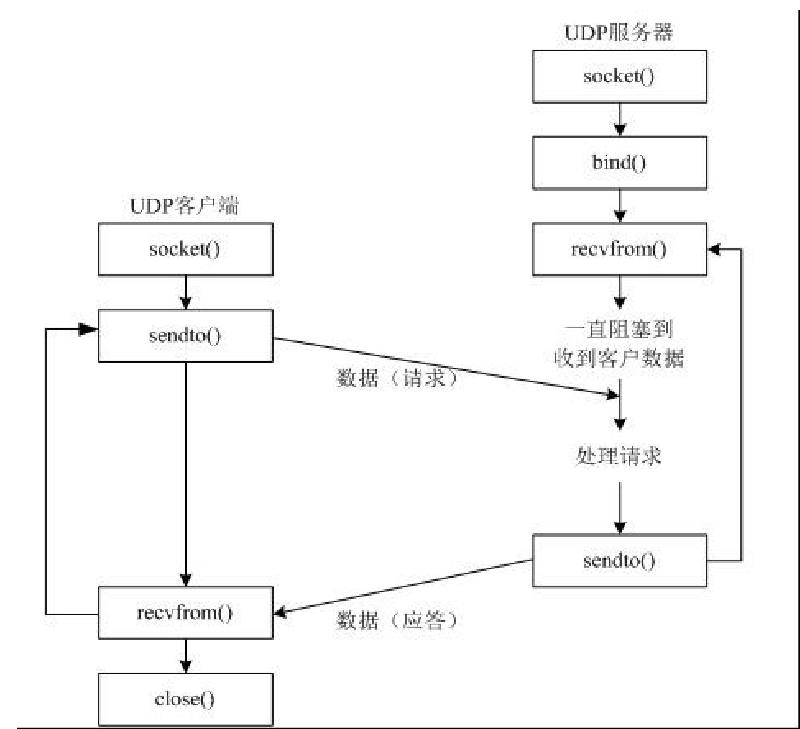 UDP服务器
socket()
bind()
UDP客户端
socket()
recvfrom()
sendto()
一直阻塞到
收到客户数据
数据（请求）
处理请求
sendto()
recvfrom()
数据（应答）
close()